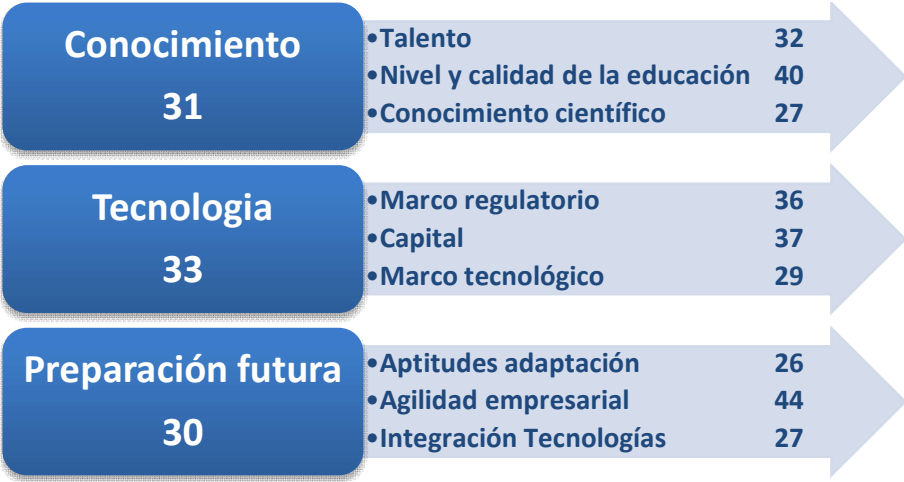 Conocimiento
31
•Talento 32
•Nivel y calidad de la educación 40
•Conocimiento científico 27
Tecnologia
33
•Marco regulatorio 36
•Capital 37
•Marco tecnológico 29
Preparación futura
30
•Aptitudes adaptación 26
•Agilidad empresarial 44
•Integración Tecnologías 27